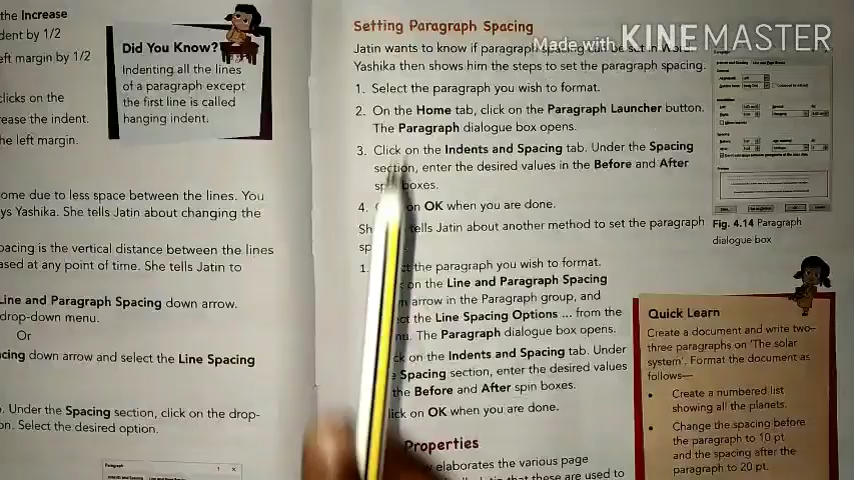 the Increase
dent by 1/2
eft margin by 1/2
clicks on the
rease the indent.
he left margin.
Did You Know?
Indenting all the lines
of a paragraph except
the first line is called
hanging indent.
ome due to less space between the lines. You
ys Yashika. She tells Jatin about changing the
pacing is the vertical distance between the lines
ased at any point of time. She tells Jatin to
Line and Paragraph Spacing down arrow.
drop-down menu.
Or
cing down arrow and select the Line Spacing
. Under the Spacing section, click on the drop-
on. Select the desired option.
Paragraph
Setting Paragraph Spacing
Jatin wants to know if paragraph spacing can be set in Word.
Yashika then shows him the steps to set the paragraph spacing.
1. Select the paragraph you wish to format.
2. On the Home tab, click on the Paragraph Launcher button.
The Paragraph dialogue box opens.
3. Click on the Indents and Spacing tab. Under the Spacing
section, enter the desired values in the Before and After
spin boxes.
4. on OK when you are done.
tells Jatin about another method to set the paragraph
sp
1. the paragraph you wish to format.
on the Line and Paragraph Spacing
arrow in the Paragraph group, and
the Line Spacing Options ... from the
The Paragraph dialogue box opens.
ck on the Indents and Spacing tab. Under
Spacing section, enter the desired values
the Before and After spin boxes.
lick on OK when you are done.
Properties
elaborates the various page
these are used to
Made with KINEMASTER
Fig. 4.14 Paragraph
dialogue box
Quick Learn
Create a document and write two-
three paragraphs on 'The solar
system'. Format the document as
follows—
• Create a numbered list
showing all the planets.
• Change the spacing before
the paragraph to 10 pt
and the spacing after the
paragraph to 20 pt.